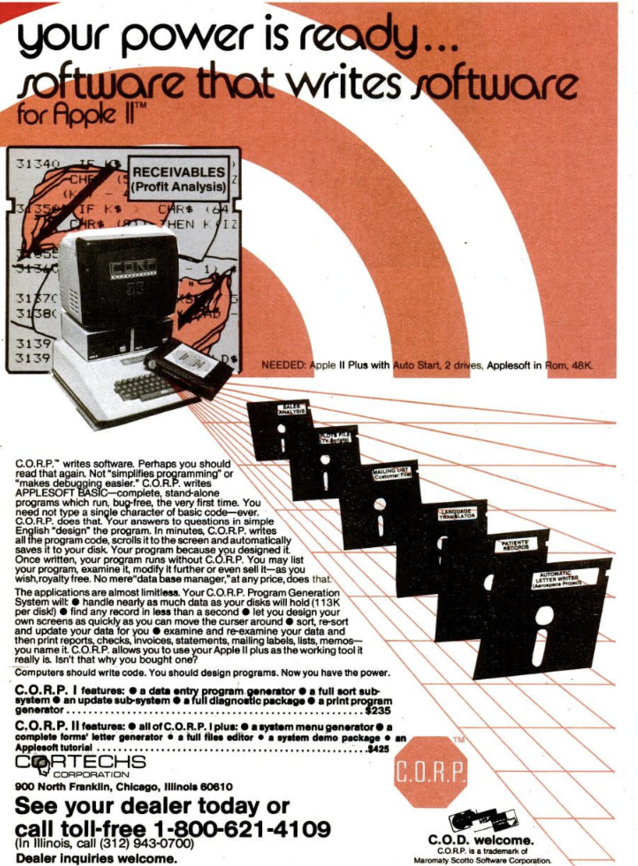 your power is ready...
software that writes software
for Apple II™
RECEIVABLES
(Profit Analysis)
NEEDED: Apple II Plus with Auto Start, 2 drives, Applesoft in Rom, 48K.
SALES
ANALYSIS
MAILING LIST
Customer File
LANGUAGE
TRANSLATOR
PATIENTS'
RECORDS
AUTOMATIC
LETTER WRITER
(Aerospace Project)
C.O.R.P.™ writes software. Perhaps you should
read that again. Not "simplifies programming" or
"makes debugging easier." C.O.R.P. writes
APPLESOFT BASIC—complete, stand-alone
programs which run, bug-free, the very first time. You
need not type a single character of basic code—ever.
C.O.R.P. does that. Your answers to questions in simple
English "design" the program. In minutes, C.O.R.P. writes
all the program code, scrolls it to the screen and automatically
saves it to your disk. Your program because you designed it.
Once written, your program runs without C.O.R.P. You may list
your program, examine it, modify it further or even sell it—as you
wish,royalty free. No mere"data base manager,"at any price, does that.
The applications are almost limitless. Your C.O.R.P. Program Generation
System will: ● handle nearly as much data as your disks will hold (113K
per disk!) ● find any record in less than a second ● let you design your
own screens as quickly as you can move the curser around ● sort, re-sort
and update your data for you ● examine and re-examine your data and
then print reports, checks, invoices, statements, mailing labels, lists, memos—
you name it. C.O.R.P. allows you to use your Apple II plus as the working tool it
really is. Isn't that why you bought one?
Computers should write code. You should design programs. Now you have the power.
C.O.R.P. I features: ● a data entry program generator ● a full sort sub-
system ● an update sub-system ● a full diagnostic package ● a print program
generator ........................................ $235
C.O.R.P. II features: ● all of C.O.R.P. I plus: ● a system menu generator ● a
complete forms' letter generator ● a full files editor ● a system demo package ● an
Applesoft tutorial ........................................ $425
CORTECHS
CORPORATION
900 North Franklin, Chicago, Illinois 60610
See your dealer today or
call toll-free 1-800-621-4109
(In Illinois, call (312) 943-0700)
Dealer inquiries welcome.
TM
C.O.R.P.
C.O.D. welcome.
C.O.R.P. is a trademark of
Maromaty Scotto Software Corporation.